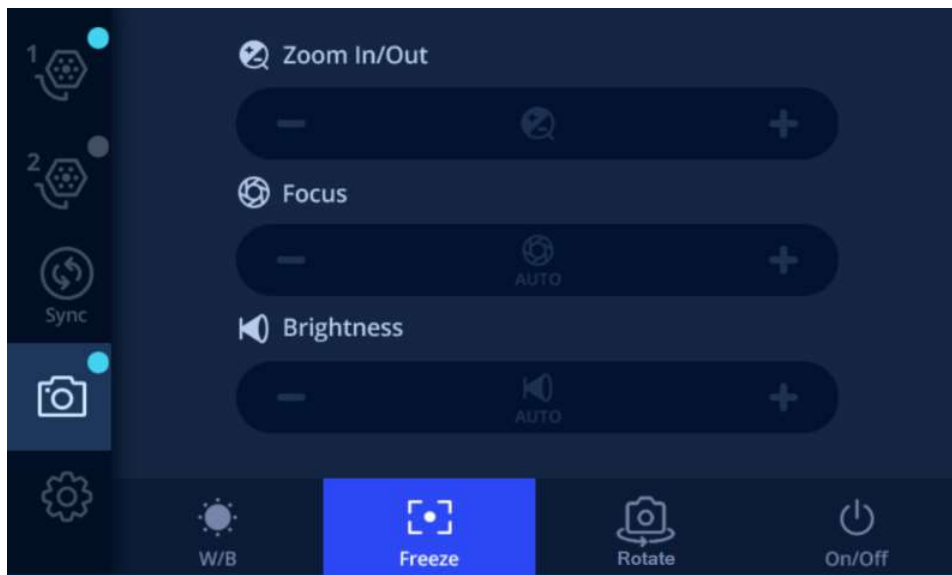 1
Zoom In/Out
2
Focus
AUTO
Sync
Brightness
AUTO
W/B
Freeze
Rotate
On/Off